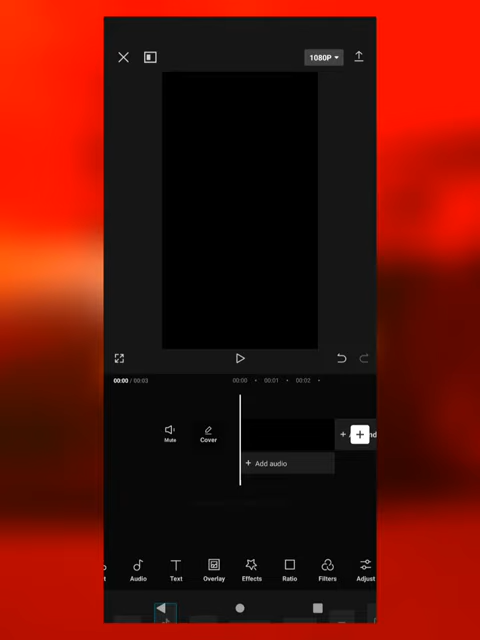 1080P
00:00 / 00:03
00:00 00:01 00:02
Mute
Cover
+ Add audio
Audio
Text
Overlay
Effects
Ratio
Filters
Adjust